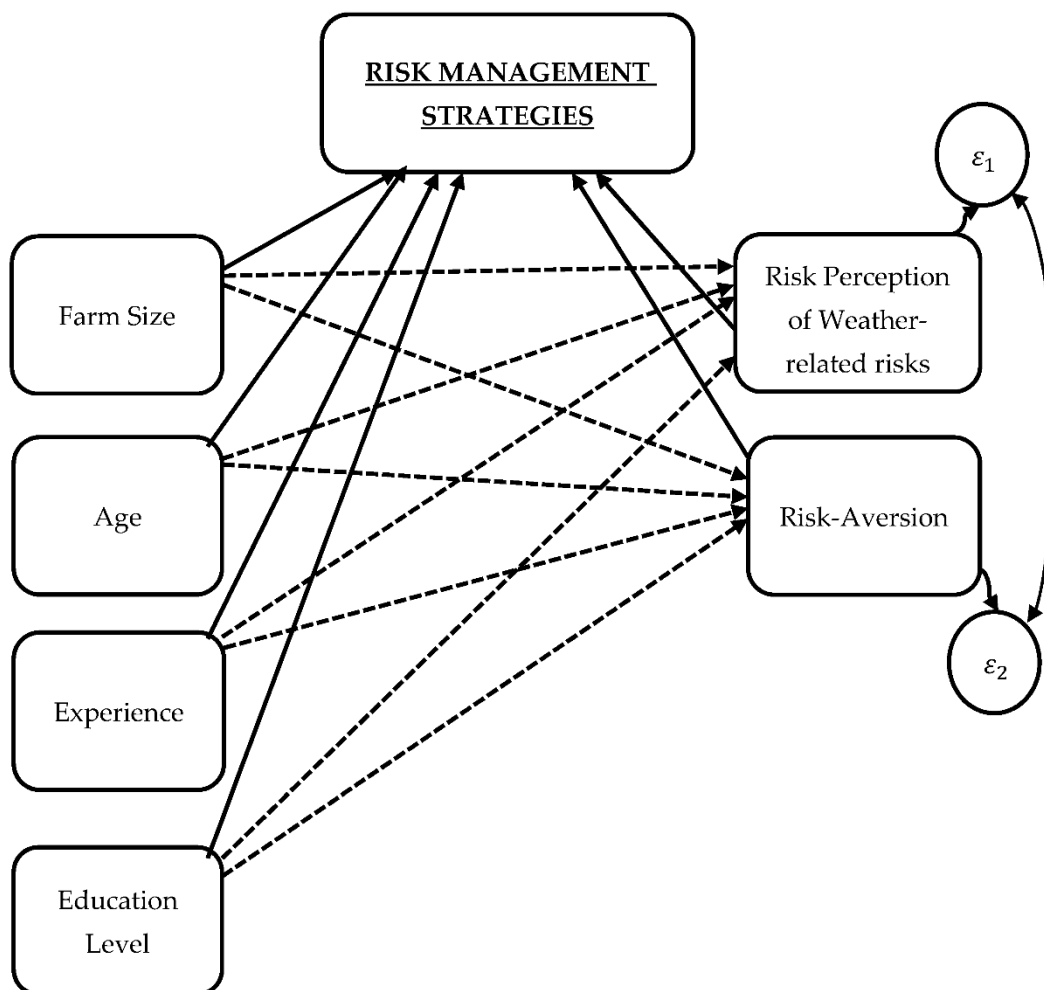 RISK MANAGEMENT
STRATEGIES
ε₁
Farm Size
Risk Perception
of Weather-
related risks
Age
Risk-Aversion
Experience
ε₂
Education
Level